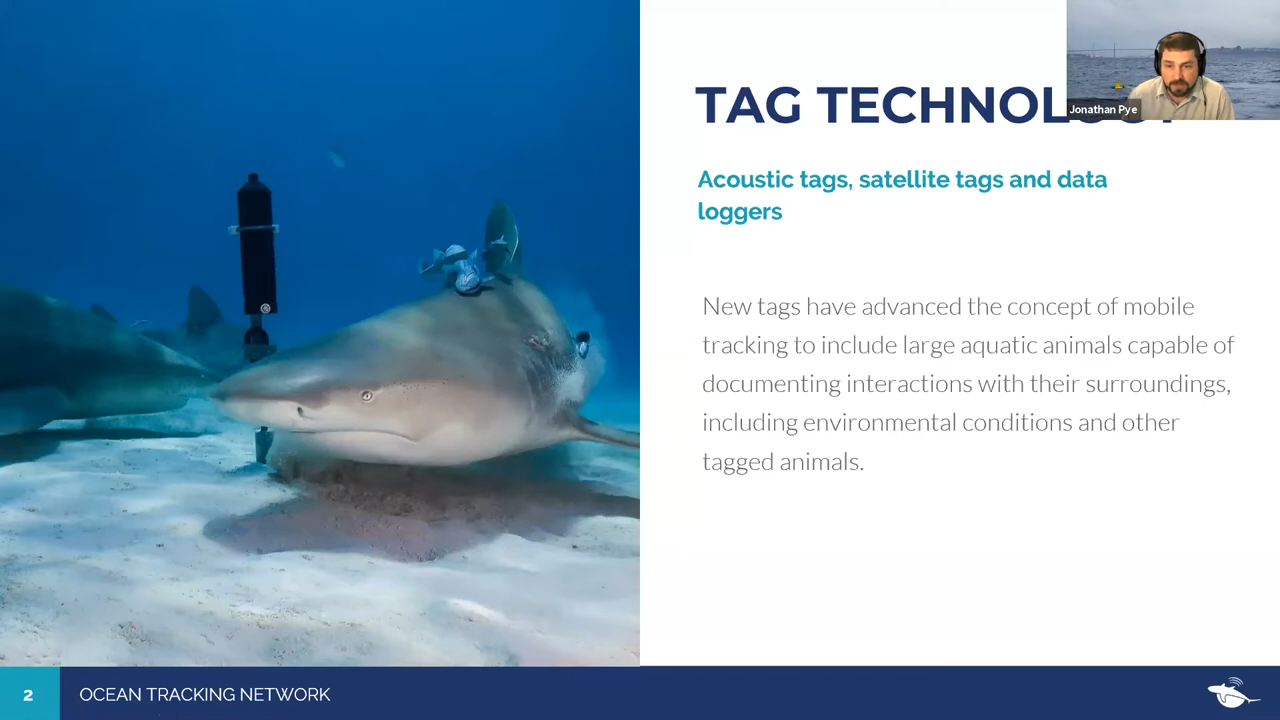 TAG TECHNOLOGY
Jonathan Pye
Acoustic tags, satellite tags and data
loggers
New tags have advanced the concept of mobile
tracking to include large aquatic animals capable of
documenting interactions with their surroundings,
including environmental conditions and other
tagged animals.
2
OCEAN TRACKING NETWORK